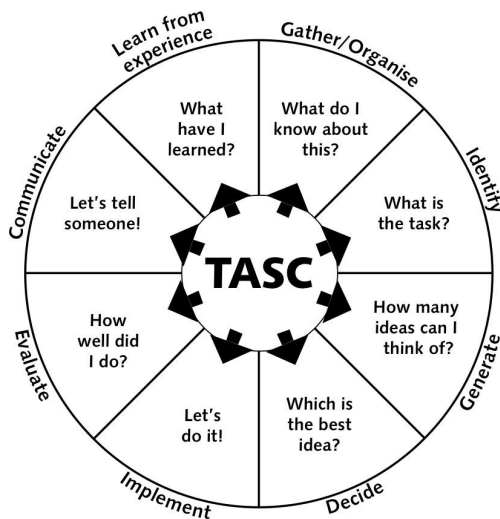 Gather/Organise
What do I
know about
this?
Identify
What is
the task?
Generate
How many
ideas can I
think of?
Decide
Which is
the best
idea?
Implement
Let's
do it!
Evaluate
How
well did
I do?
Communicate
Let's tell
someone!
Learn from
experience
What
have I
learned?
TASC